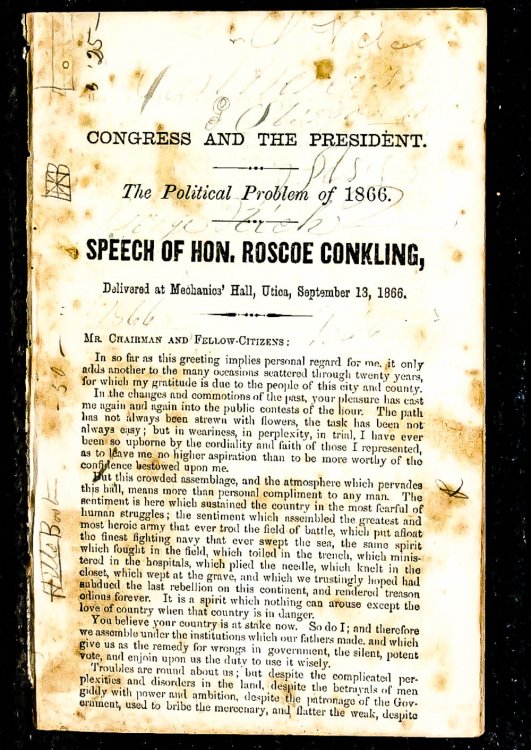 '25
CONGRESS AND THE PRESIDENT.
The Political Problem of 1866.
SPEECH OF HON. ROSCOE CONKLING,
Delivered at Mechanics' Hall, Utica, September 13, 1866.
1866
MR. CHAIRMAN AND FELLOW-CITIZENS:
In so far as this greeting implies personal regard for me, it only
adds another to the many occasions scattered through twenty years,
for which my gratitude is due to the people of this city and county.
In the changes and commotions of the past, your pleasure has cast
me again and again into the public contests of the hour. The path
has not always been strewn with flowers, the task has been not
always easy; but in weariness, in perplexity, in trial, I have ever
been so upborne by the cordiality and faith of those I represented,
as to leave me no higher aspiration than to be more worthy of the
confidence bestowed upon me.
But this crowded assemblage, and the atmosphere which pervades
this hall, means more than personal compliment to any man. The
sentiment is here which sustained the country in the most fearful of
human struggles; the sentiment which assembled the greatest and
most heroic army that ever trod the field of battle, which put afloat
the finest fighting navy that ever swept the sea, the same spirit
which fought in the field, which toiled in the trench, which minis-
tered in the hospitals, which plied the needle, which knelt in the
closet, which wept at the grave, and which we trustingly hoped had
subdued the last rebellion on this continent, and rendered treason
odious forever. It is a spirit which nothing can arouse except the
love of country when that country is in danger.
You believe your country is at stake now. So do I; and therefore
we assemble under the institutions which our fathers made, and which
give us as the remedy for wrongs in government, the silent, potent
vote, and enjoin upon us the duty to use it wisely.
Troubles are round about us; but despite the complicated per-
plexities and disorders in the land, despite the betrayals of men
giddy with power and ambition, despite the patronage of the Gov-
ernment, used to bribe the mercenary, and flatter the weak, despite